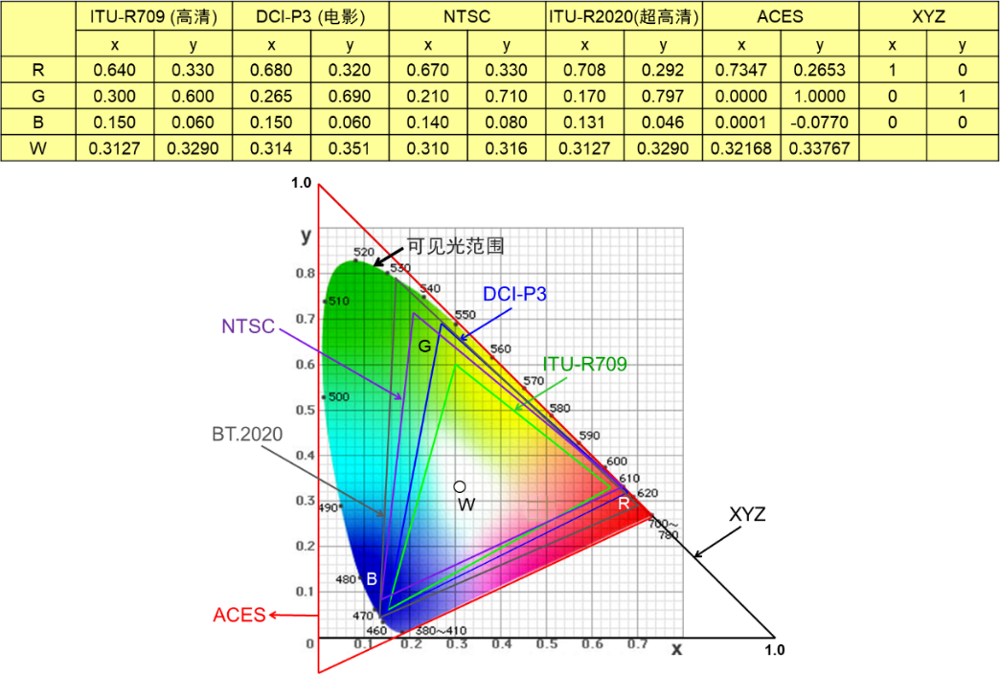 ITU-R709 (高清) DCI-P3 (电影) NTSC ITU-R2020(超高清) ACES XYZ
x y x y x y x y x y x y
R 0.640 0.330 0.680 0.320 0.670 0.330 0.708 0.292 0.7347 0.2653 1 0
G 0.300 0.600 0.265 0.690 0.210 0.710 0.170 0.797 0.0000 1.0000 0 1
B 0.150 0.060 0.150 0.060 0.140 0.080 0.131 0.046 0.0001 -0.0770 0 0
W 0.3127 0.3290 0.314 0.351 0.310 0.316 0.3127 0.3290 0.32168 0.33767
1.0
y
可见光范围
520
530
0.8
540
DCI-P3
510
550
0.7
NTSC
G
560
0.6
ITU-R709
570
500
580
0.5
BT.2020
590
0.4
600
610
W
620
R
0.3
490
XYZ
700~
780
0.2
480
B
0.1
470
ACES
460
380~410
0 0.1 0.2 0.3 0.4 0.5 0.6 0.7 x 1.0